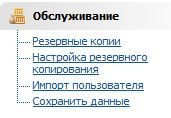 Обслуживание
Резервные копии
Настройка резервного
копирования
Импорт пользователя
Сохранить данные